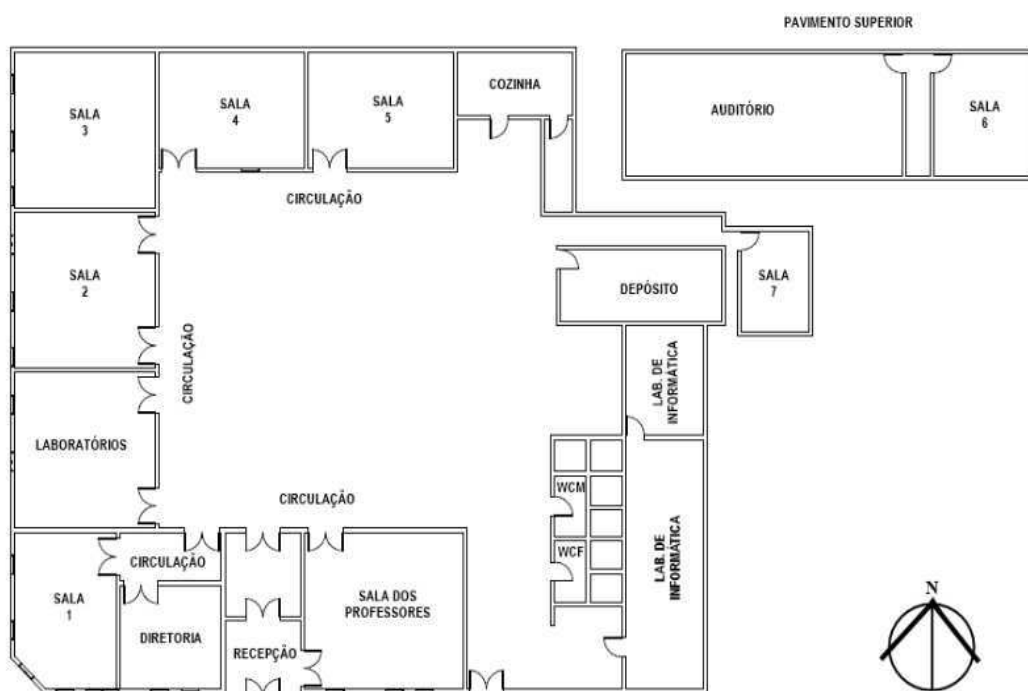 PAVIMENTO SUPERIOR
SALA
3
SALA
4
SALA
5
COZINHA
AUDITÓRIO
SALA
6
CIRCULAÇÃO
SALA
2
DEPÓSITO
SALA
7
CIRCULAÇÃO
LAB. DE
INFORMÁTICA
LABORATÓRIOS
CIRCULAÇÃO
WCM
WCF
LAB. DE
INFORMÁTICA
CIRCULAÇÃO
SALA
1
DIRETORIA
RECEPÇÃO
SALA DOS
PROFESSORES
N